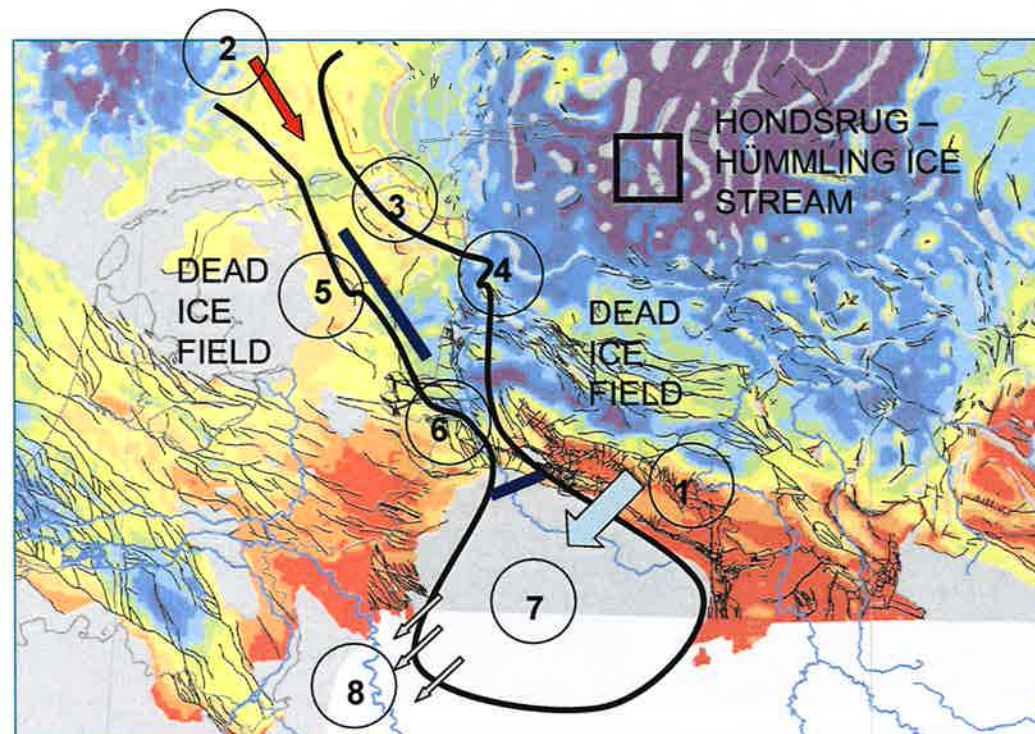 2
HONDSRUG –
HÜMMLING ICE
STREAM
3
4
5
DEAD
ICE
FIELD
DEAD
ICE
FIELD
6
1
7
8